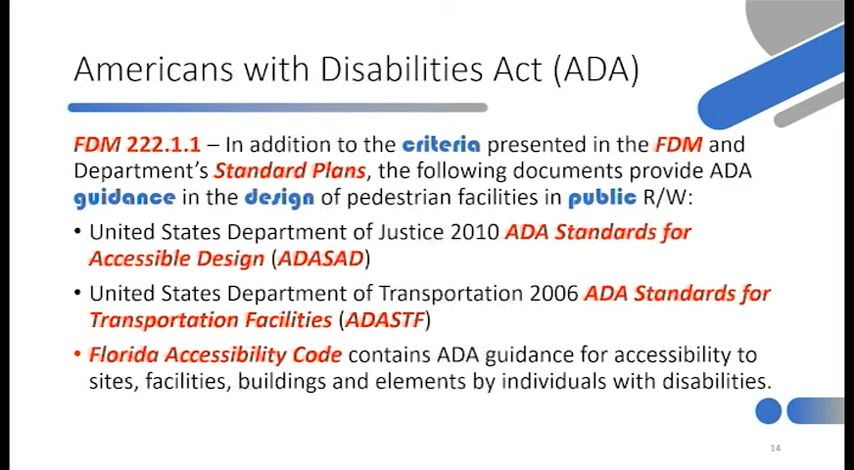 Americans with Disabilities Act (ADA)
FDM 222.1.1 – In addition to the criteria presented in the FDM and
Department's Standard Plans, the following documents provide ADA
guidance in the design of pedestrian facilities in public R/W:
• United States Department of Justice 2010 ADA Standards for
Accessible Design (ADASAD)
• United States Department of Transportation 2006 ADA Standards for
Transportation Facilities (ADASTF)
• Florida Accessibility Code contains ADA guidance for accessibility to
sites, facilities, buildings and elements by individuals with disabilities.
14